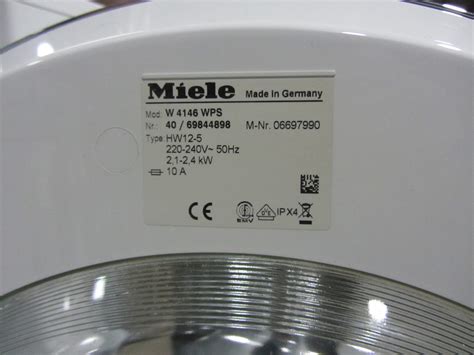 Miele Made in Germany
Mod.: W 4146 WPS
Nr.: 40 / 69844898 M-Nr. 06697990
Type: HW12-5
220-240V~ 50Hz
2,1-2,4 kW
10 A
CE EMV IPX4